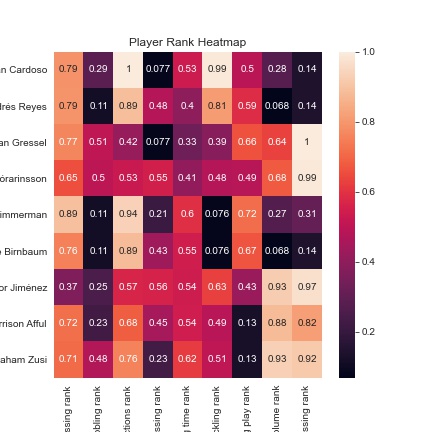 Player Rank Heatmap
n Cardoso 0.79 0.29 1 0.077 0.53 0.99 0.5 0.28 0.14
drés Reyes 0.79 0.11 0.89 0.48 0.4 0.81 0.59 0.068 0.14
an Gressel 0.77 0.51 0.42 0.077 0.33 0.39 0.66 0.64 1
órarinsson 0.65 0.5 0.53 0.55 0.41 0.48 0.49 0.68 0.99
immerman 0.89 0.11 0.94 0.21 0.6 0.076 0.72 0.27 0.31
e Birnbaum 0.76 0.11 0.89 0.43 0.55 0.076 0.67 0.068 0.14
or Jiménez 0.37 0.25 0.57 0.56 0.54 0.63 0.43 0.93 0.97
rrison Afful 0.72 0.23 0.68 0.45 0.54 0.49 0.13 0.88 0.82
aham Zusi 0.71 0.48 0.76 0.23 0.62 0.51 0.13 0.93 0.92
ssing rank
bbling rank
ctions rank
ssing rank
g time rank
ckling rank
g play rank
olume rank
ssing rank
1.0
0.8
0.6
0.4
0.2